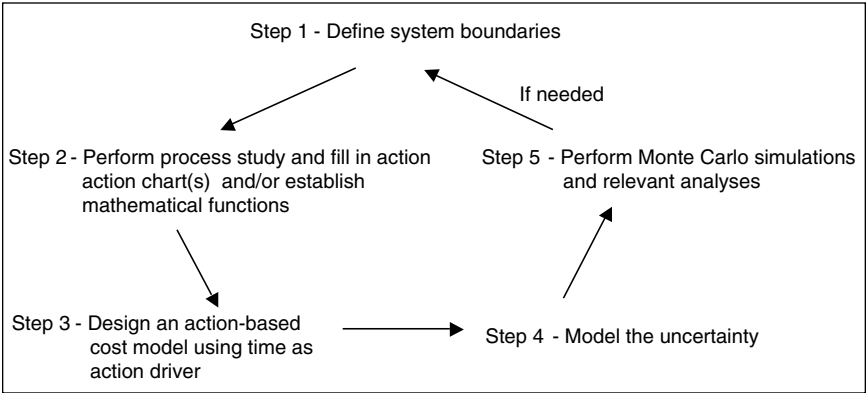 Step 1 - Define system boundaries
If needed
Step 2 - Perform process study and fill in action
action chart(s) and/or establish
mathematical functions
Step 5 - Perform Monte Carlo simulations
and relevant analyses
Step 3 - Design an action-based
cost model using time as
action driver
Step 4 - Model the uncertainty